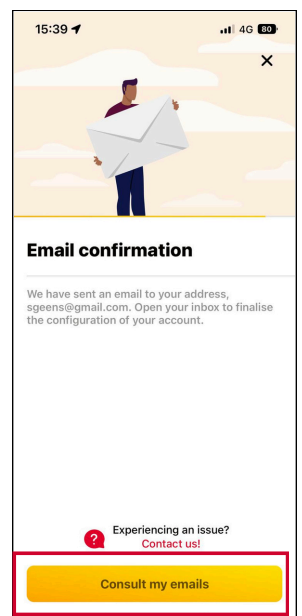 15:39 4G 80
Email confirmation
We have sent an email to your address,
sgeens@gmail.com. Open your inbox to finalise
the configuration of your account.
? Experiencing an issue?
Contact us!
Consult my emails